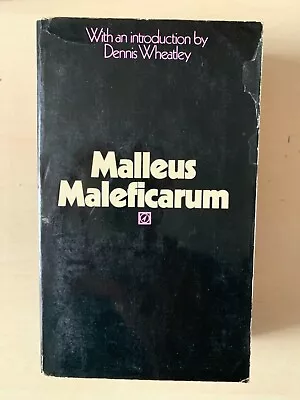 With an introduction by
Dennis Wheatley
Malleus
Maleficarum